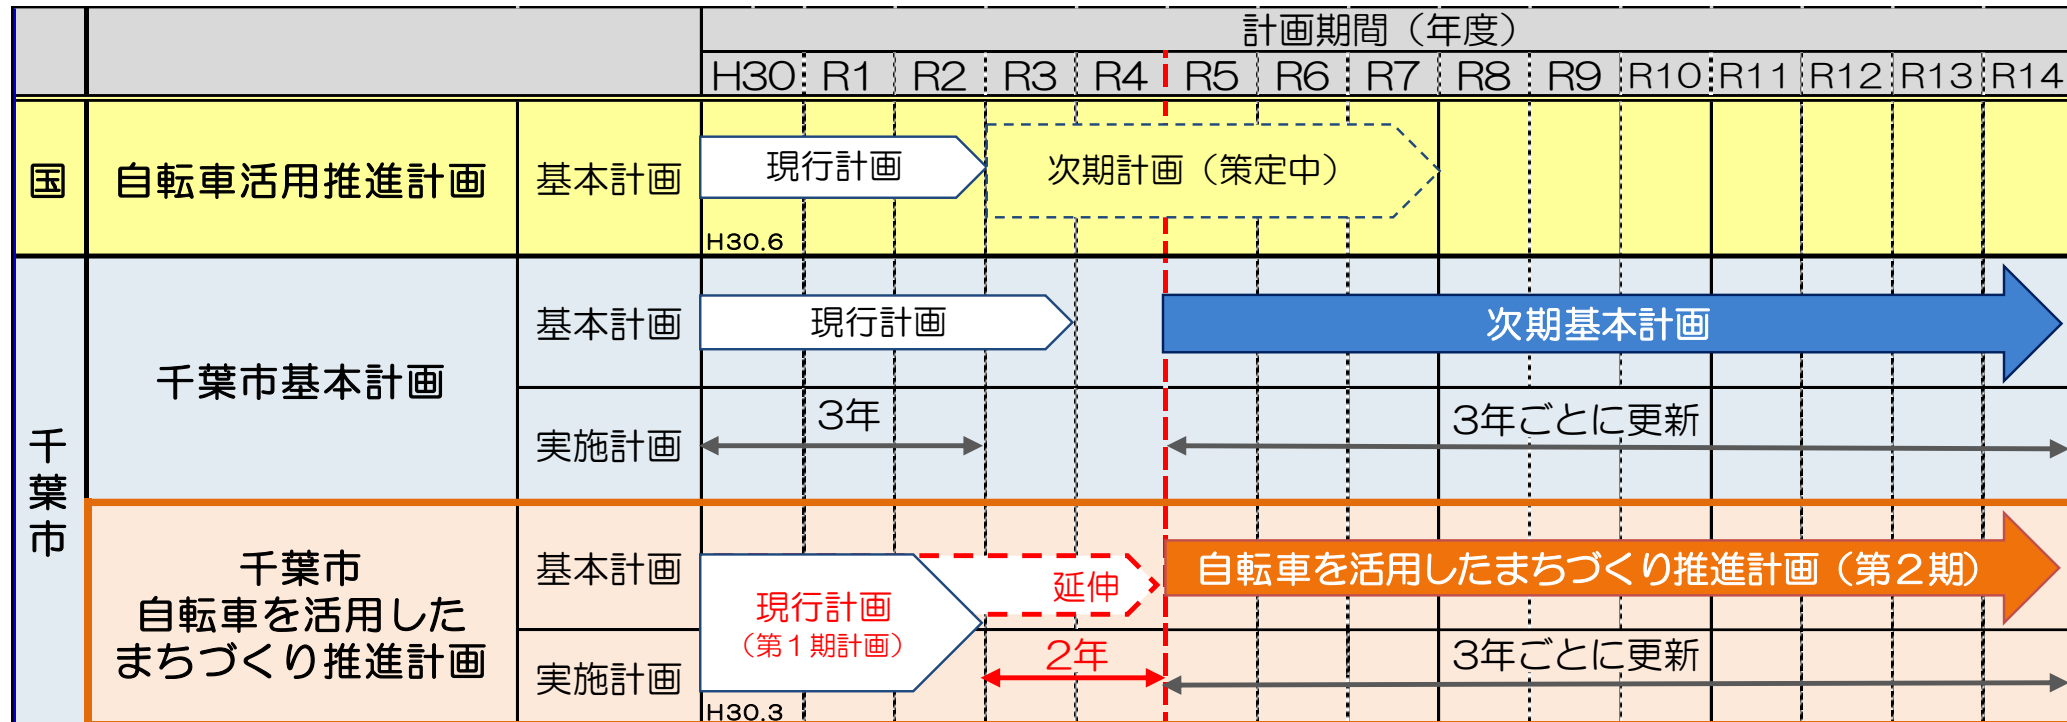 計画期間（年度）
H30 R1 R2 R3 R4 R5 R6 R7 R8 R9 R10 R11 R12 R13 R14
国
自転車活用推進計画
基本計画
現行計画
次期計画（策定中）
H30.6
千葉市
千葉市基本計画
基本計画
現行計画
次期基本計画
実施計画
3年
3年ごとに更新
千葉市
自転車を活用した
まちづくり推進計画
基本計画
現行計画
（第１期計画）
延伸
自転車を活用したまちづくり推進計画（第２期）
実施計画
2年
3年ごとに更新
H30.3